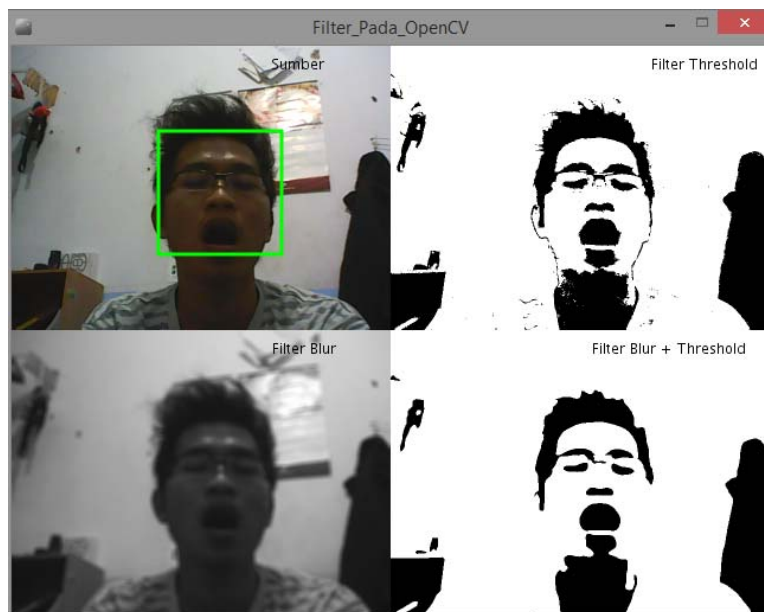 Filter_Pada_OpenCV
Sumber
Filter Threshold
Filter Blur
Filter Blur + Threshold